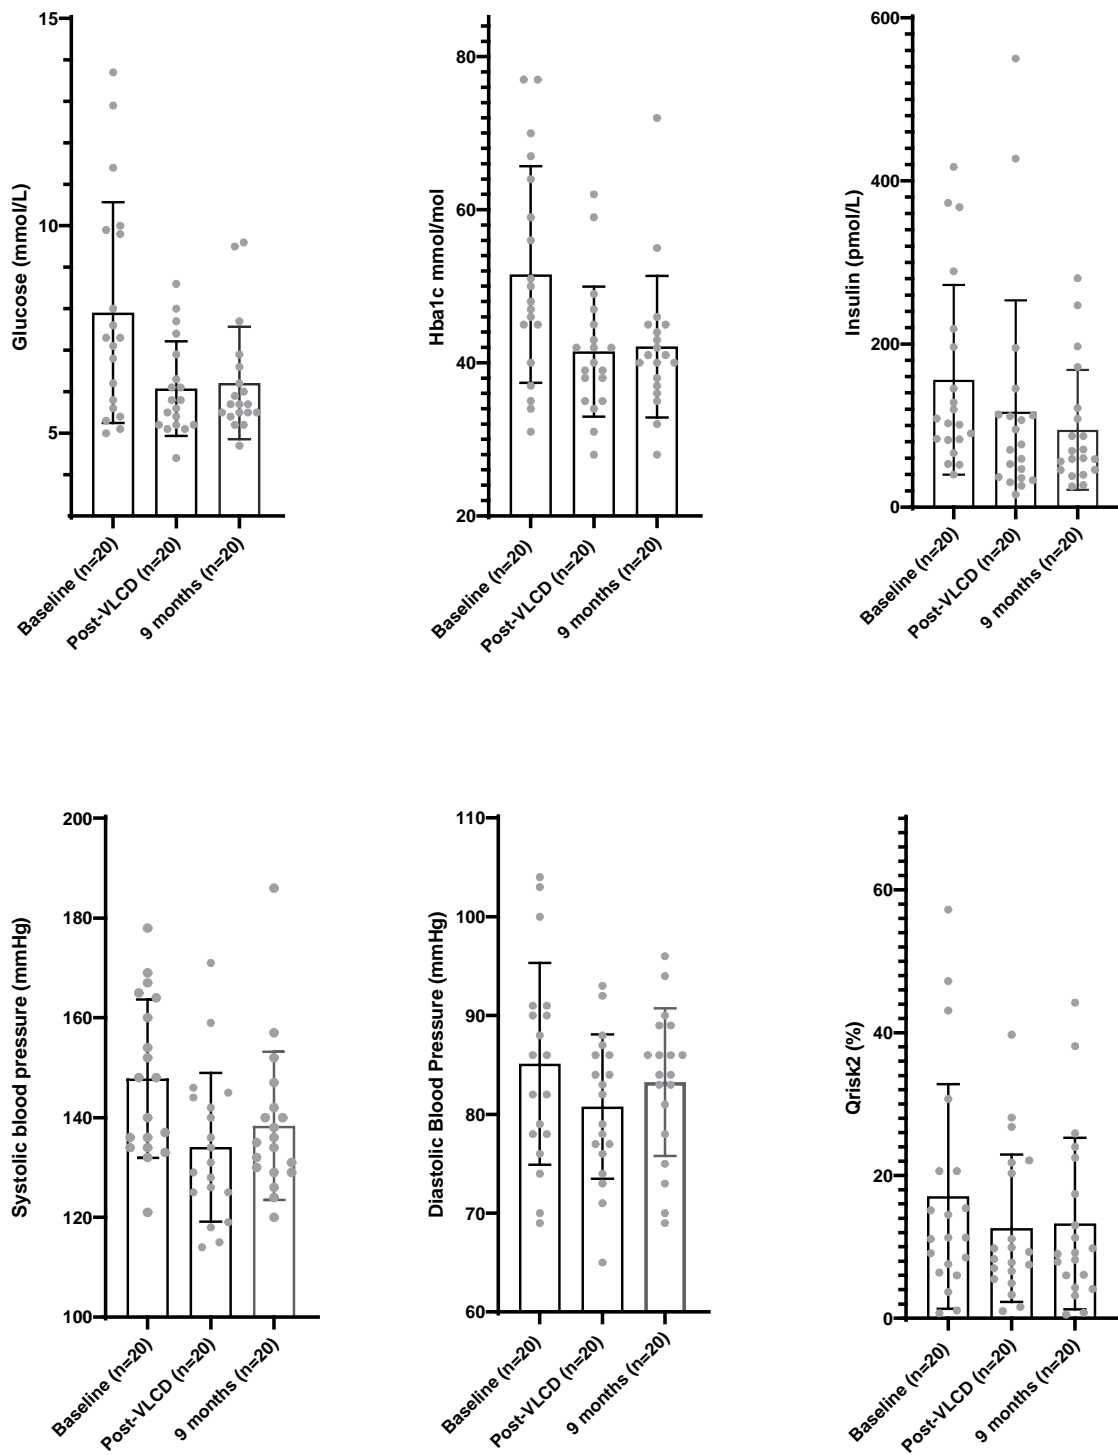 Glucose (mmol/L)
15
10
5
Baseline (n=20)
Post-VLCD (n=20)
9 months (n=20)
Hba1c mmol/mol
80
60
40
20
Baseline (n=20)
Post-VLCD (n=20)
9 months (n=20)
Insulin (pmol/L)
600
400
200
0
Baseline (n=20)
Post-VLCD (n=20)
9 months (n=20)
Systolic blood pressure (mmHg)
200
180
160
140
120
100
Baseline (n=20)
Post-VLCD (n=20)
9 months (n=20)
Diastolic Blood Pressure (mmHg)
110
100
90
80
70
60
Baseline (n=20)
Post-VLCD (n=20)
9 months (n=20)
Qrisk2 (%)
60
40
20
0
Baseline (n=20)
Post-VLCD (n=20)
9 months (n=20)